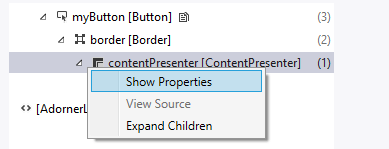 myButton [Button] (3)
border [Border] (2)
contentPresenter [ContentPresenter] (1)
Show Properties
View Source
[AdornerL
Expand Children